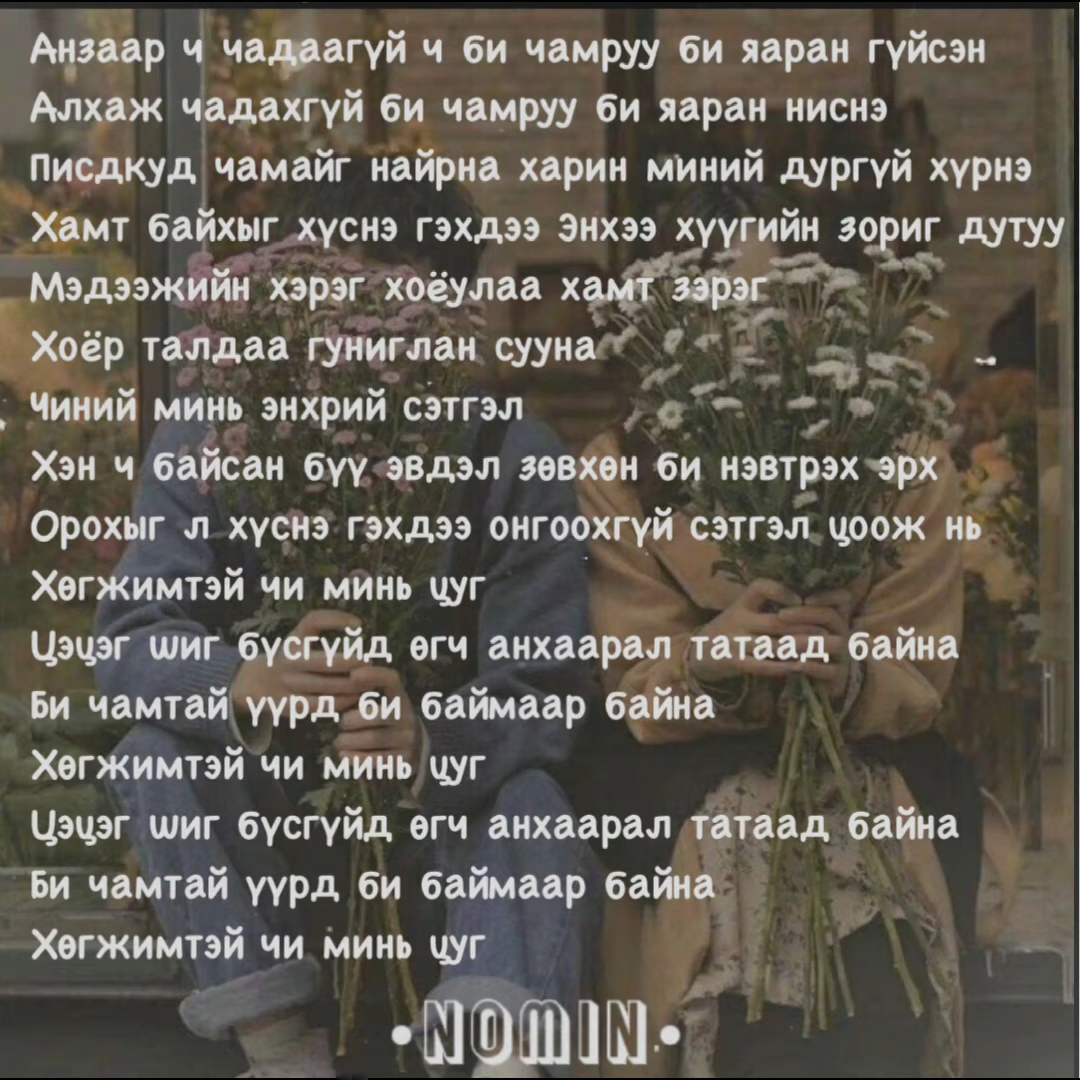 Анзаар ч чадаагүй ч би чамруу би яаран гүйсэн
Алхаж чадахгүй би чамруу би яаран ниснэ
писдкуд чамайг найрна харин миний дургүй хүрнэ
Хамт байхыг хүснэ гэхдээ Энхээ хүүгийн зориг дутуу
Мэдээжийн хэрэг хоёулаа хамт зэрэг
Хоёр талдаа гуниглан сууна
Чиний минь энхрий сэтгэл
Хэн ч байсан бүү эвдэл зөвхөн би нэвтрэх эрх
Орохыг л хүснэ гэхдээ онгоохгүй сэтгэл цоож нь
Хөгжимтэй чи минь цуг
Цэцэг шиг бүсгүйд өгч анхаарал татаад байна
Би чамтай үүрд би баймаар байна
Хөгжимтэй чи минь цуг
Цэцэг шиг бүсгүйд өгч анхаарал татаад байна
Би чамтай үүрд би баймаар байна
Хөгжимтэй чи минь цуг
•NOMIN•